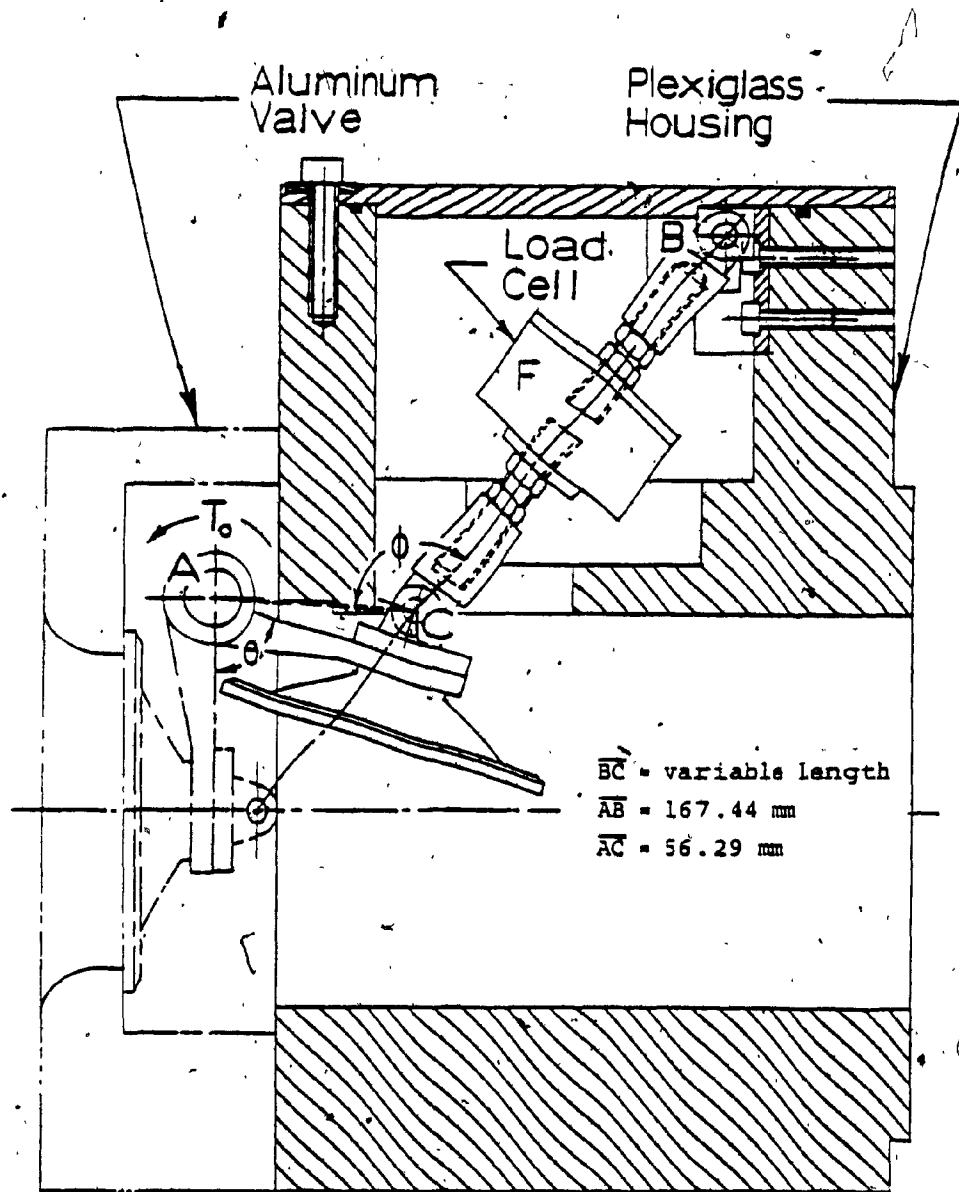 Aluminum
Valve
Plexiglass
Housing
Load
Cell
B
F
T₀
A
ϕ
C
θ
BC = variable length
AB = 167.44 mm
AC = 56.29 mm